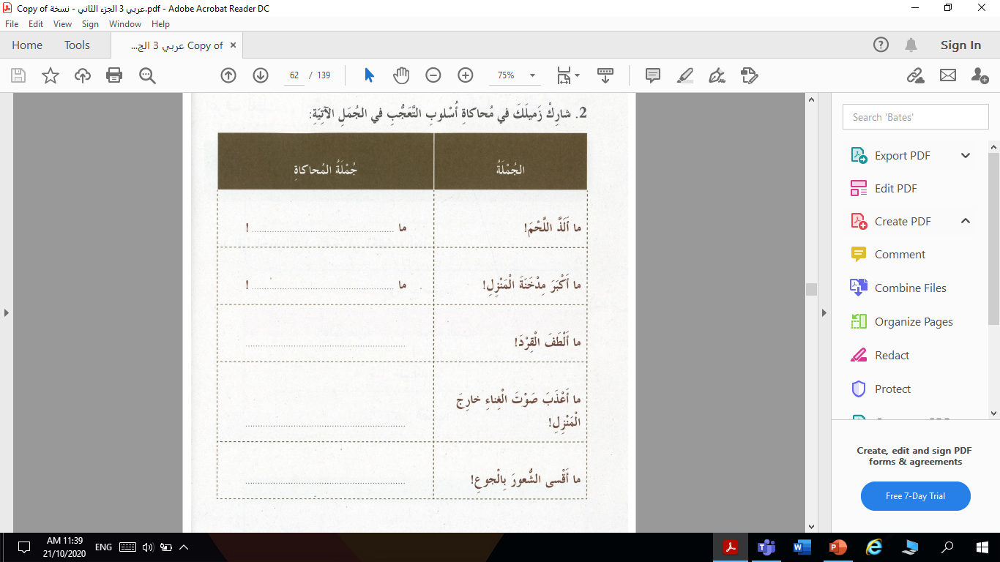 Copy of عربي 3 الجزء الثاني - نسخة.pdf - Adobe Acrobat Reader DC
File Edit View Sign Window Help
Home Tools Copy of عربي 3 الج... × Sign In
62 / 139 75%
2. شارِكْ زَميلَكَ في مُحاكاةِ أُسْلوبِ التَّعَجُّبِ في الجُمَلِ الآتِيَةِ:
الجُمْلَةُ جُمْلَةُ المُحاكاةِ
ما أَلَذَّ اللَّحْمَ! ما ........................ !
ما أَكْبَرَ مِدْخَنَةَ الْمَنْزِلِ! ما ........................ !
ما أَلْطَفَ الْقِرْدَ! ........................
ما أَعْذَبَ صَوْتَ الْغِناءِ خارِجَ
الْمَنْزِلِ! ........................
ما أَقْسى الشُّعورَ بِالْجوعِ! ........................
Search 'Bates'
Export PDF
Edit PDF
Create PDF
Comment
Combine Files
Organize Pages
Redact
Protect
Create, edit and sign PDF
forms & agreements
Free 7-Day Trial
AM 11:39
21/10/2020
ENG